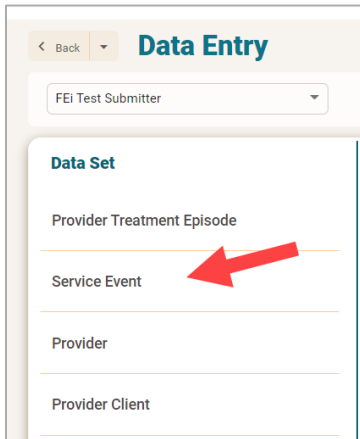 Back
Data Entry
FEi Test Submitter
Data Set
Provider Treatment Episode
Service Event
Provider
Provider Client